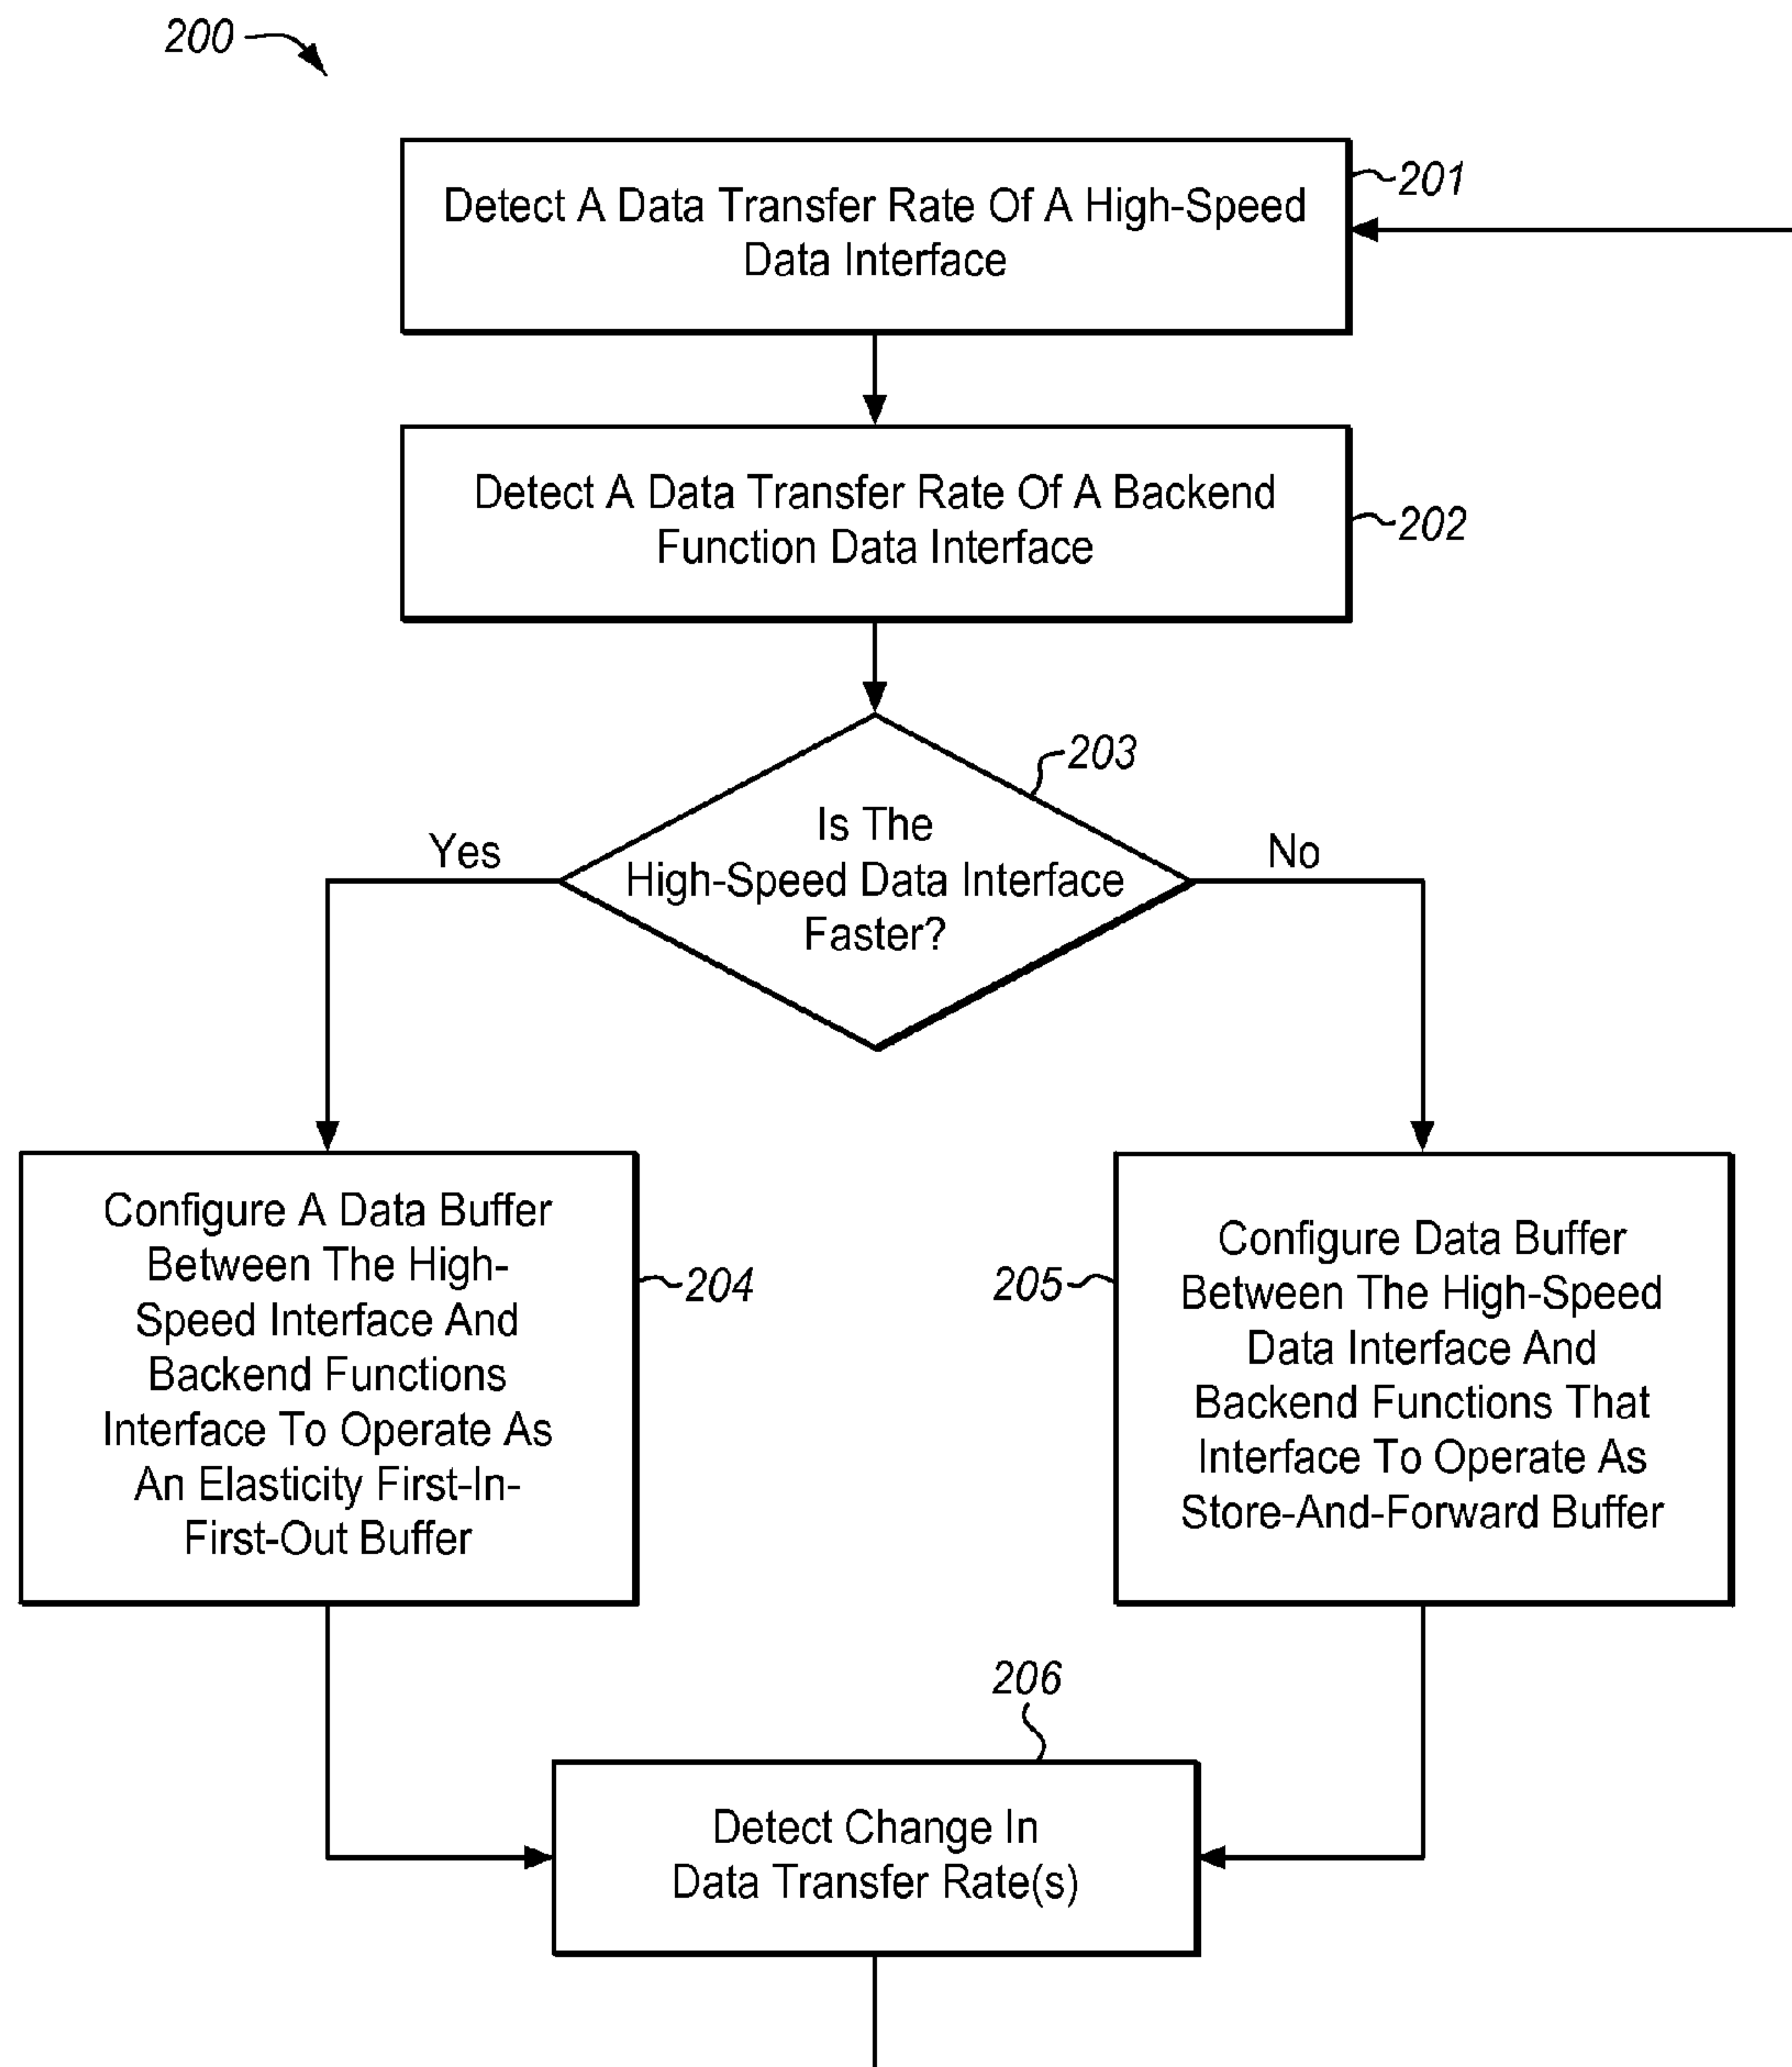 200
Detect A Data Transfer Rate Of A High-Speed
Data Interface
201
Detect A Data Transfer Rate Of A Backend
Function Data Interface
202
203
Is The
High-Speed Data Interface
Faster?
Yes
No
Configure A Data Buffer
Between The High-
Speed Interface And
Backend Functions
Interface To Operate As
An Elasticity First-In-
First-Out Buffer
204
205
Configure Data Buffer
Between The High-Speed
Data Interface And
Backend Functions That
Interface To Operate As
Store-And-Forward Buffer
206
Detect Change In
Data Transfer Rate(s)